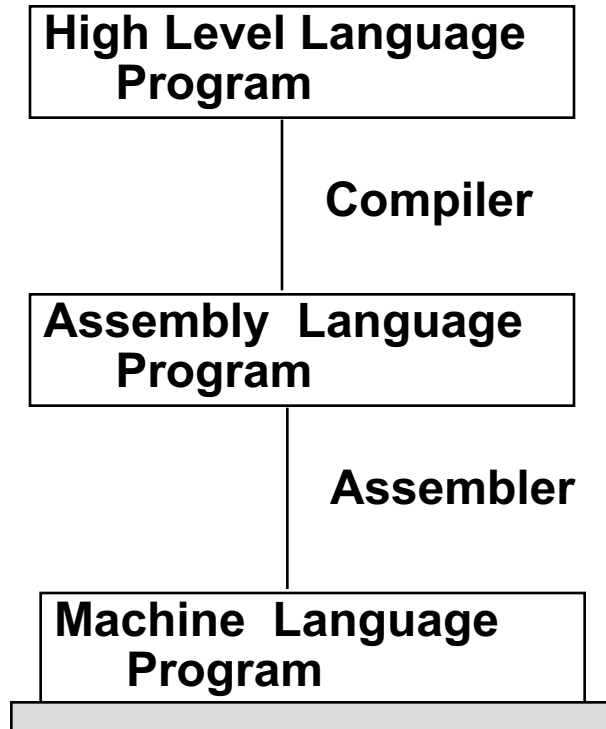 High Level Language
Program
Compiler
Assembly Language
Program
Assembler
Machine Language
Program